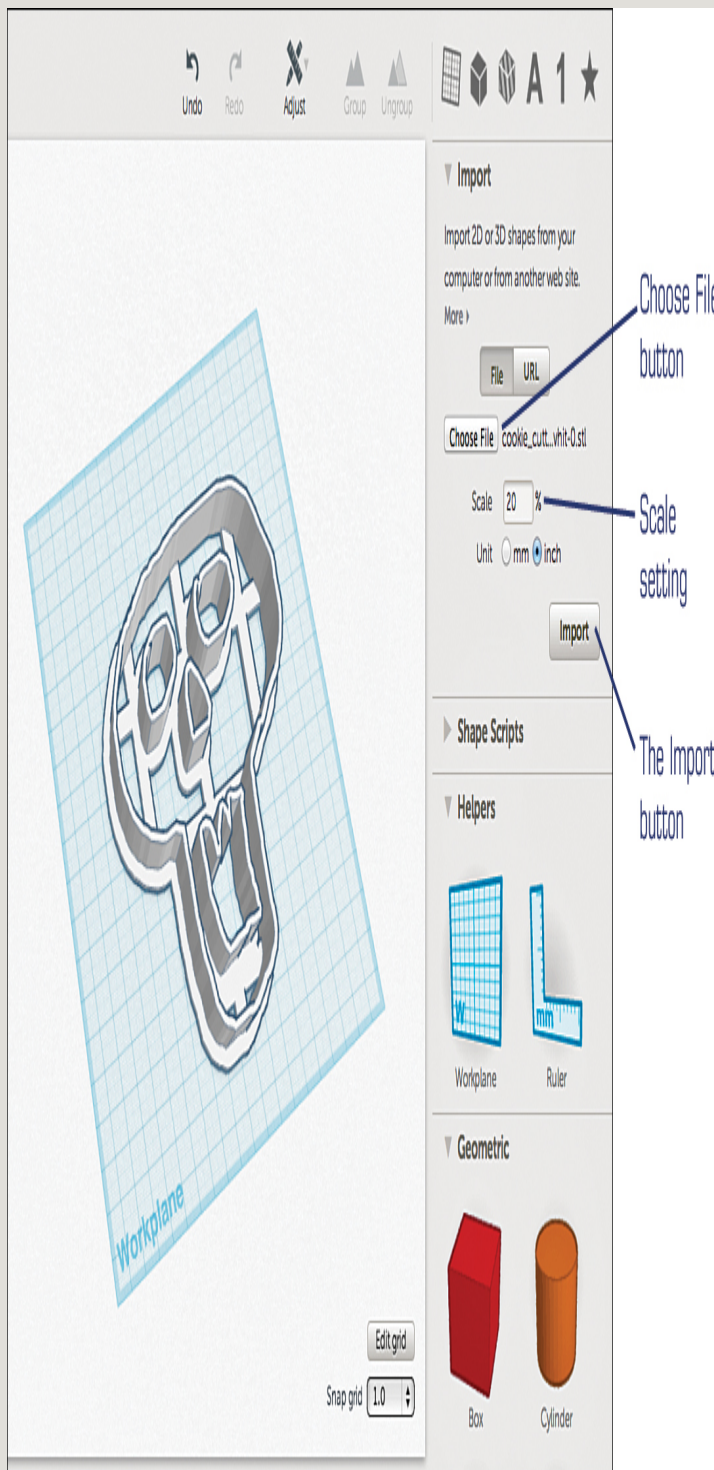 Undo
Redo
Adjust
Group
Ungroup
A 1
Import
Import 2D or 3D shapes from your
computer or from another web site.
More
File URL
Choose File cookie_cutt...vhit-0.stl
Scale 20 %
Unit mm inch
Import
Shape Scripts
Helpers
W
mm
Workplane
Ruler
Geometric
Box
Cylinder
Workplane
Edit grid
Snap grid 1.0
Choose File
button
Scale
setting
The Import
button